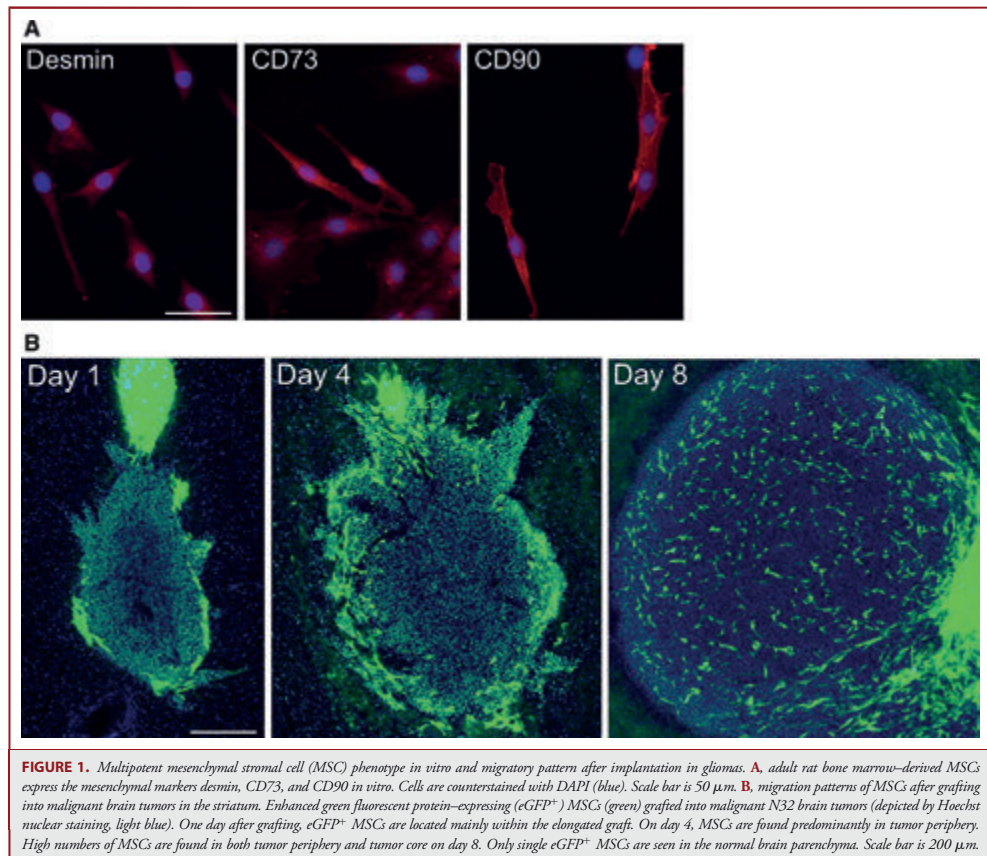 A
Desmin
CD73
CD90
B
Day 1
Day 4
Day 8
FIGURE 1. Multipotent mesenchymal stromal cell (MSC) phenotype in vitro and migratory pattern after implantation in gliomas. A, adult rat bone marrow–derived MSCs
express the mesenchymal markers desmin, CD73, and CD90 in vitro. Cells are counterstained with DAPI (blue). Scale bar is 50 μm. B, migration patterns of MSCs after grafting
into malignant brain tumors in the striatum. Enhanced green fluorescent protein–expressing (eGFP⁺) MSCs (green) grafted into malignant N32 brain tumors (depicted by Hoechst
nuclear staining, light blue). One day after grafting, eGFP⁺ MSCs are located mainly within the elongated graft. On day 4, MSCs are found predominantly in tumor periphery.
High numbers of MSCs are found in both tumor periphery and tumor core on day 8. Only single eGFP⁺ MSCs are seen in the normal brain parenchyma. Scale bar is 200 μm.